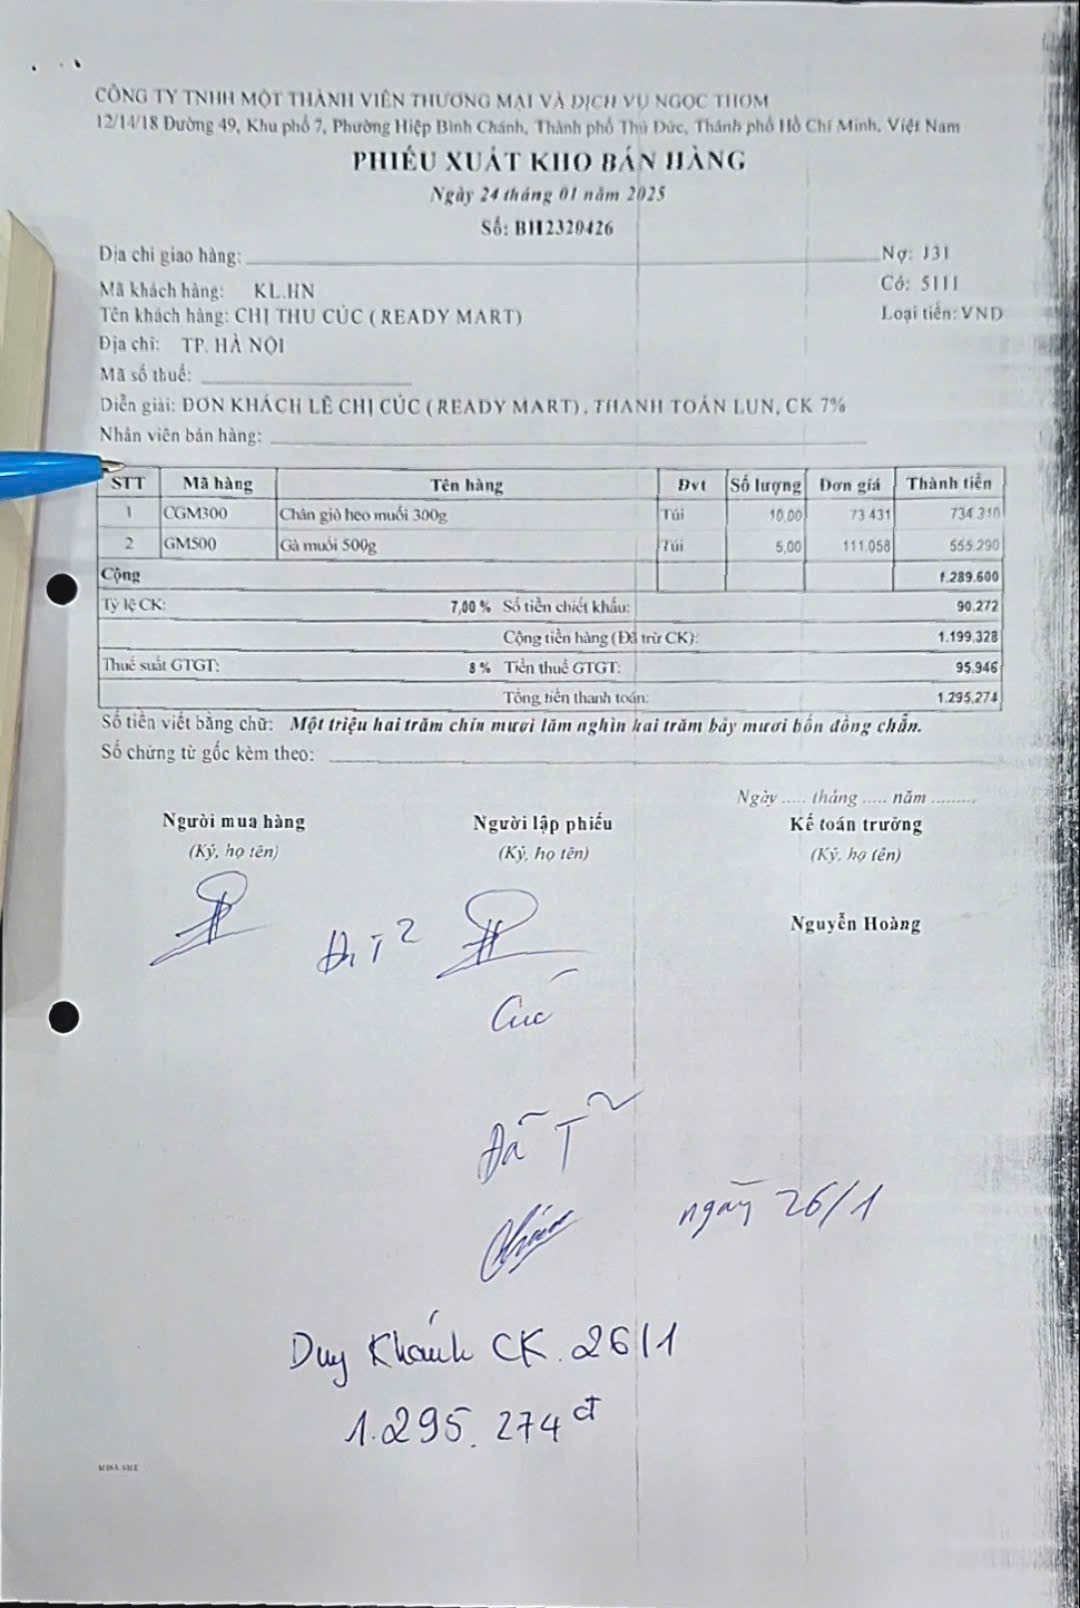 CÔNG TY TNHH MỘT THÀNH VIÊN THƯƠNG MẠI VÀ DỊCH VỤ NGỌC THƠM
12/14/18 Đường 49, Khu phố 7, Phường Hiệp Bình Chánh, Thành phố Thủ Đức, Thành phố Hồ Chí Minh, Việt Nam
PHIẾU XUẤT KHO BÁN HÀNG
Ngày 24 tháng 01 năm 2025
Số: BH2320426
Địa chỉ giao hàng: Nợ: 131
Mã khách hàng: KL.HN Có: 5111
Tên khách hàng: CHỊ THU CÚC ( READY MART) Loại tiền: VND
Địa chỉ: TP. HÀ NỘI
Mã số thuế:
Diễn giải: ĐƠN KHÁCH LẺ CHỊ CÚC ( READY MART) , THANH TOÁN LUN, CK 7%
Nhân viên bán hàng:
STT Mã hàng Tên hàng Đvt Số lượng Đơn giá Thành tiền
1 CGM300 Chân giò heo muối 300g Túi 10,00 73.431 734.310
2 GM500 Gà muối 500g Túi 5,00 111.058 555.290
Cộng 1.289.600
Tỷ lệ CK: 7,00 % Số tiền chiết khấu: 90.272
Cộng tiền hàng (Đã trừ CK): 1.199.328
Thuế suất GTGT: 8 % Tiền thuế GTGT: 95.946
Tổng tiền thanh toán: 1.295.274
Số tiền viết bằng chữ: Một triệu hai trăm chín mươi lăm nghìn hai trăm bảy mươi bốn đồng chẵn.
Số chứng từ gốc kèm theo:
Ngày ..... tháng ..... năm .........
Người mua hàng Người lập phiếu Kế toán trưởng
(Ký, họ tên) (Ký, họ tên) (Ký, họ tên)
Nguyễn Hoàng
Cúc
Đã T²
ngày 26/1
Duy Khánh CK. 26/1
1.295.274đ
MISA SME